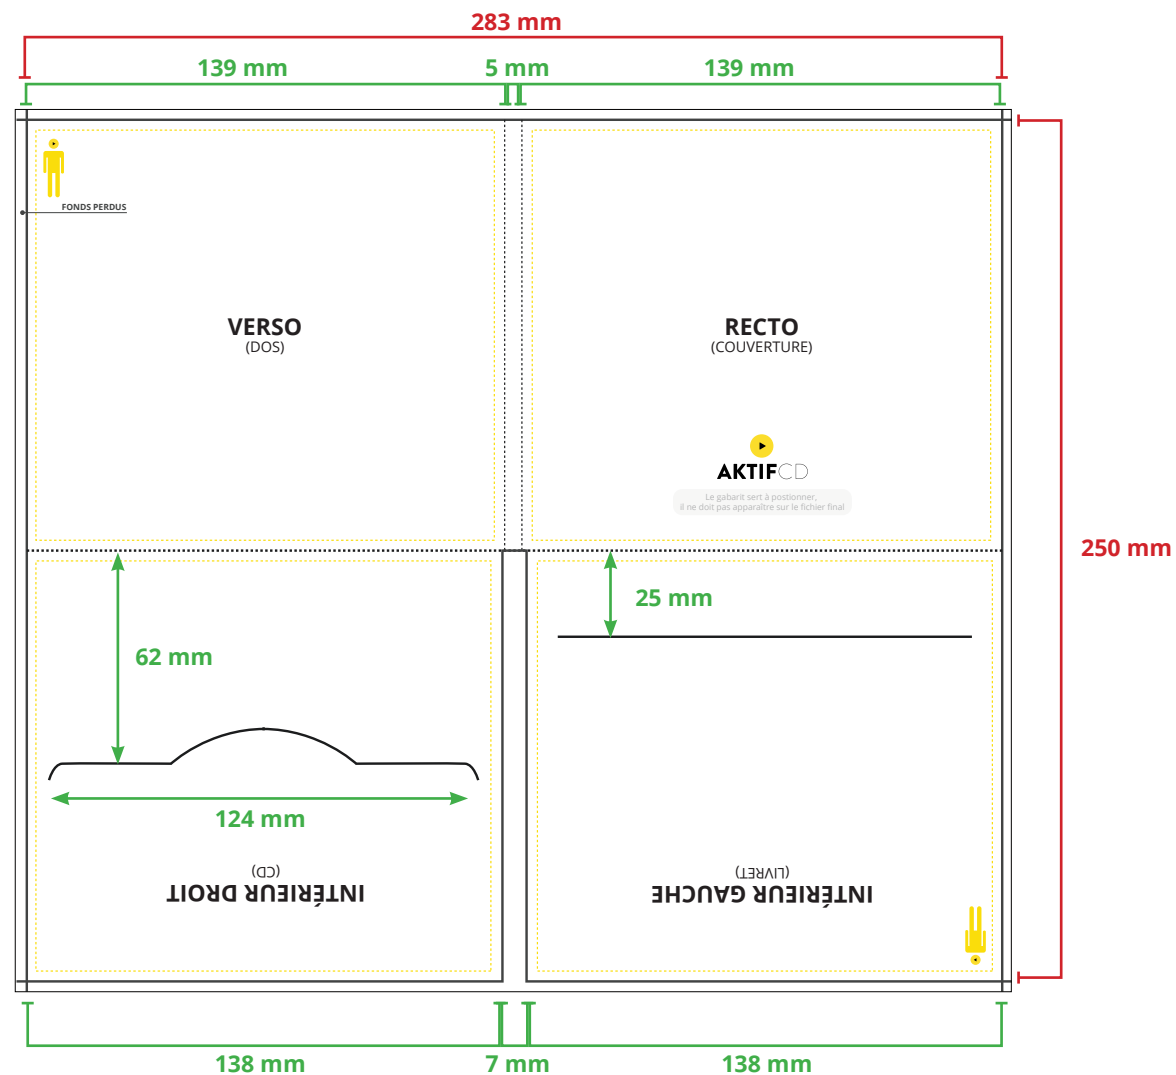 283 mm
139 mm
5 mm
139 mm
FONDS PERDUS
VERSO
(DOS)
RECTO
(COUVERTURE)
AKTIFCD
Le gabarit sert à postionner,
il ne doit pas apparaître sur le fichier final
250 mm
25 mm
62 mm
124 mm
(CD)
INTÉRIEUR DROIT
(LIVRET)
INTÉRIEUR GAUCHE
138 mm
7 mm
138 mm